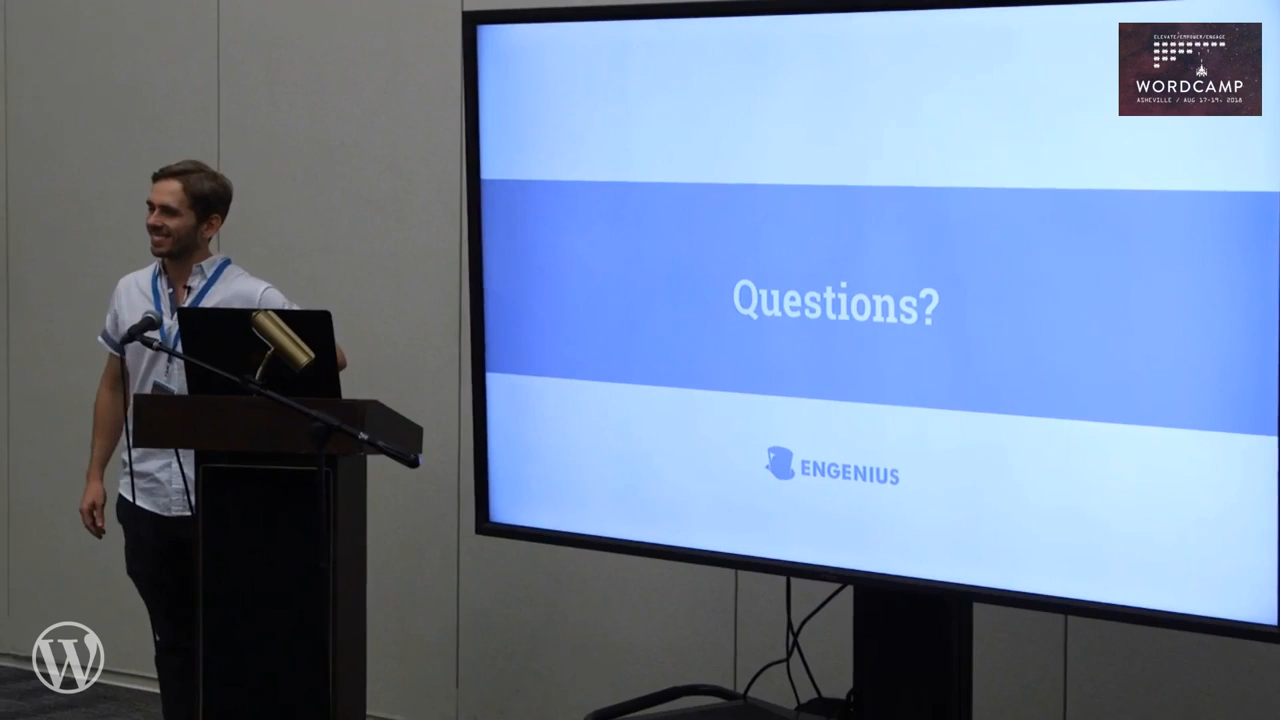 ELEVATE/EMPOWER/ENGAGE
WORDCAMP
ASHEVILLE / AUG 17-19, 2018
Questions?
ENGENIUS
W